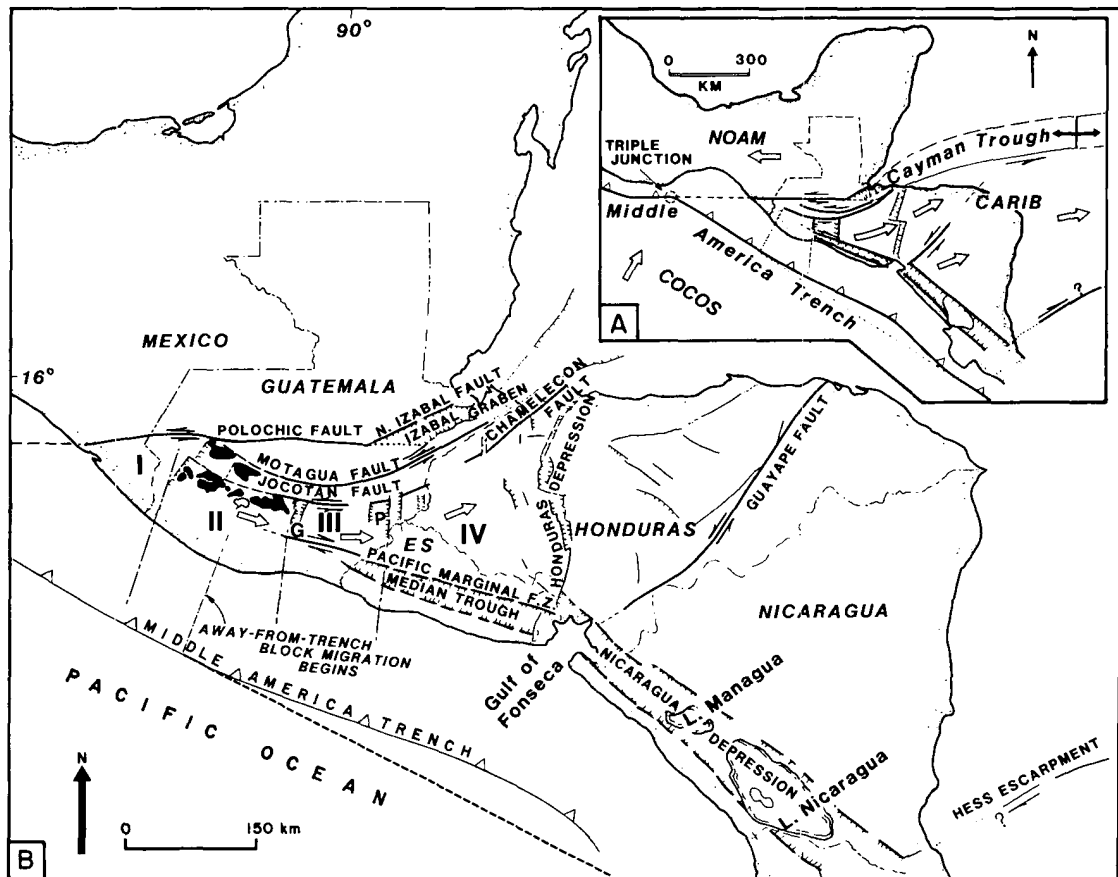 90°
0 300
KM
N
NOAM
TRIPLE
JUNCTION
Cayman Trough
CARIB
Middle America Trench
COCOS
?
A
MEXICO
16°
GUATEMALA
N. IZABAL FAULT
IZABAL GRABEN
CHAMELECON FAULT
POLOCHIC FAULT
MOTAGUA FAULT
JOCOTAN FAULT
HONDURAS DEPRESSION
GUAYAPE FAULT
I
II
III
IV
G
P
ES
HONDURAS
PACIFIC MARGINAL F.Z.
MEDIAN TROUGH
NICARAGUA
AWAY-FROM-TRENCH
BLOCK MIGRATION
BEGINS
MIDDLE AMERICA TRENCH
Gulf of
Fonseca
NICARAGUA DEPRESSION
L. Managua
L. Nicaragua
PACIFIC OCEAN
HESS ESCARPMENT
?
N
0 150 km
B